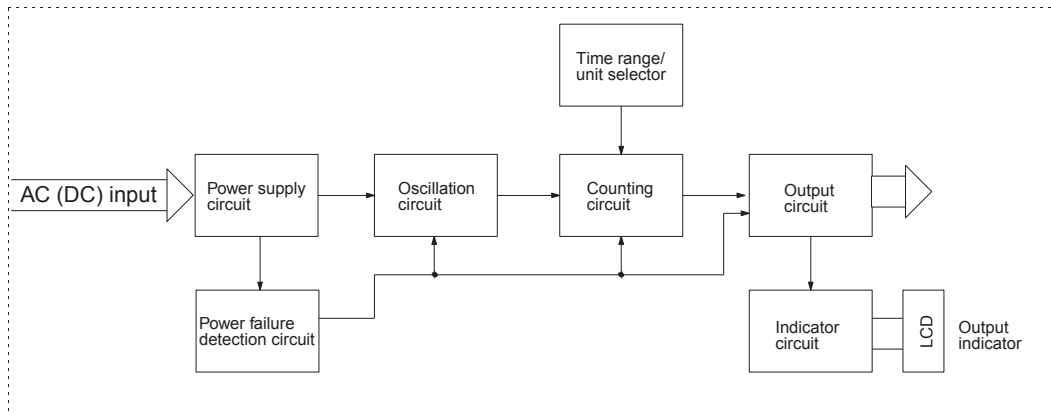 Time range/
unit selector
AC (DC) input
Power supply
circuit
Oscillation
circuit
Counting
circuit
Output
circuit
Power failure
detection circuit
Indicator
circuit
LCD
Output
indicator